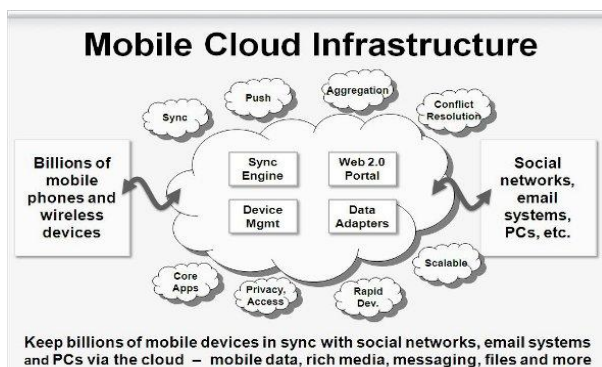 Mobile Cloud Infrastructure
Sync
Push
Aggregation
Conflict
Resolution
Billions of
mobile
phones and
wireless
devices
Sync
Engine
Web 2.0
Portal
Device
Mgmt
Data
Adapters
Social
networks,
email
systems,
PCs, etc.
Core
Apps
Privacy,
Access
Rapid
Dev.
Scalable
Keep billions of mobile devices in sync with social networks, email systems
and PCs via the cloud – mobile data, rich media, messaging, files and more